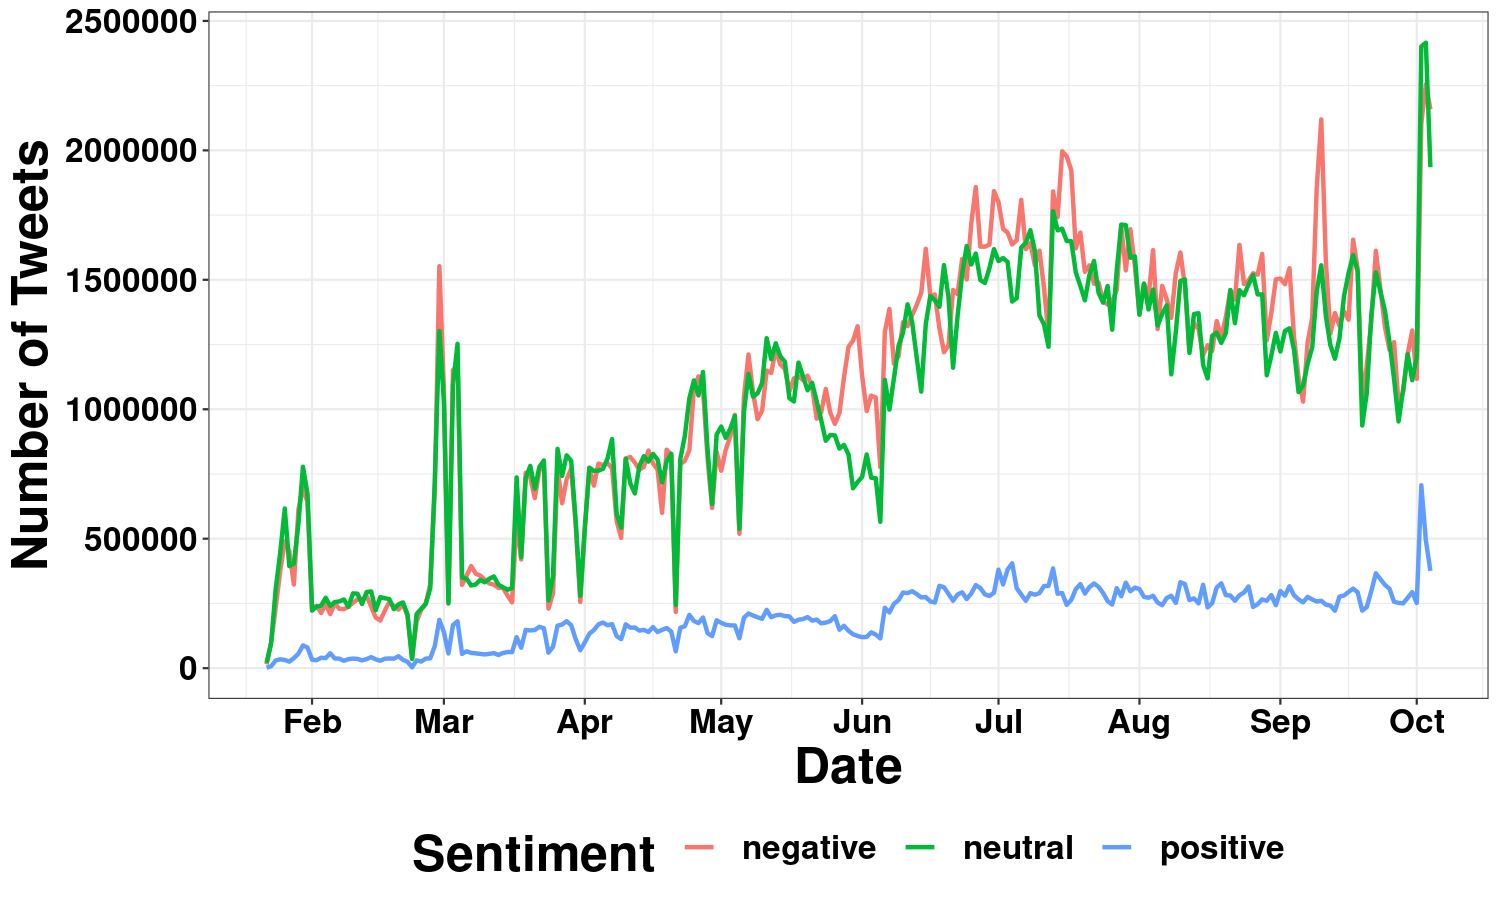 Number of Tweets
2500000
2000000
1500000
1000000
500000
0
Feb Mar Apr May Jun Jul Aug Sep Oct
Date
Sentiment negative neutral positive